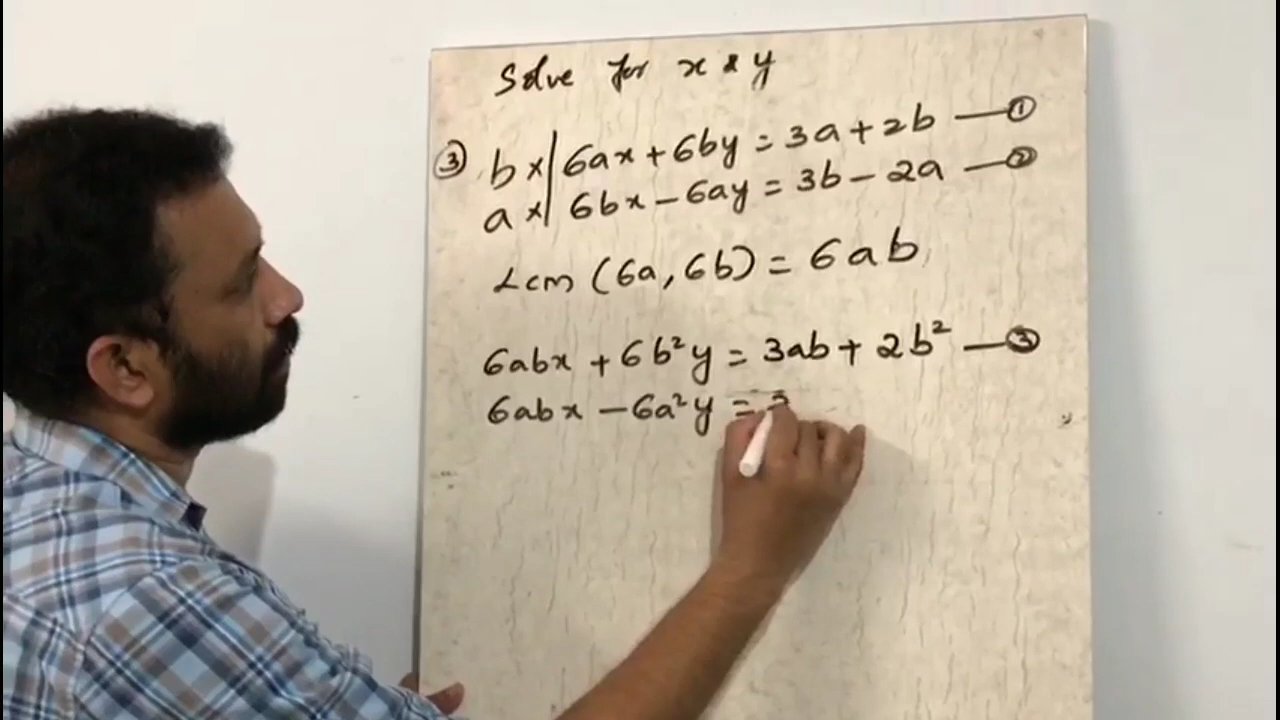 Solve for x & y
③ b× | 6ax + 6by = 3a + 2b —①
a× | 6bx - 6ay = 3b - 2a —②
Lcm (6a, 6b) = 6ab
6abx + 6b²y = 3ab + 2b² —③
6abx - 6a²y = 3